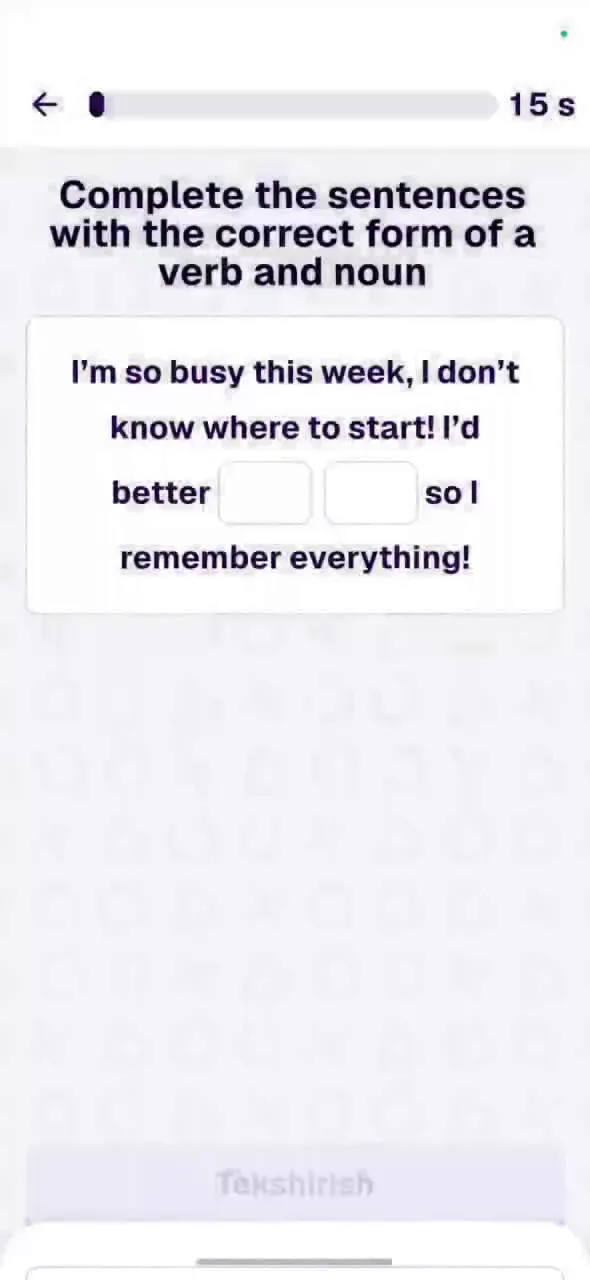 15 s
Complete the sentences
with the correct form of a
verb and noun
I’m so busy this week, I don’t
know where to start! I’d
better so I
remember everything!
Tekshirish